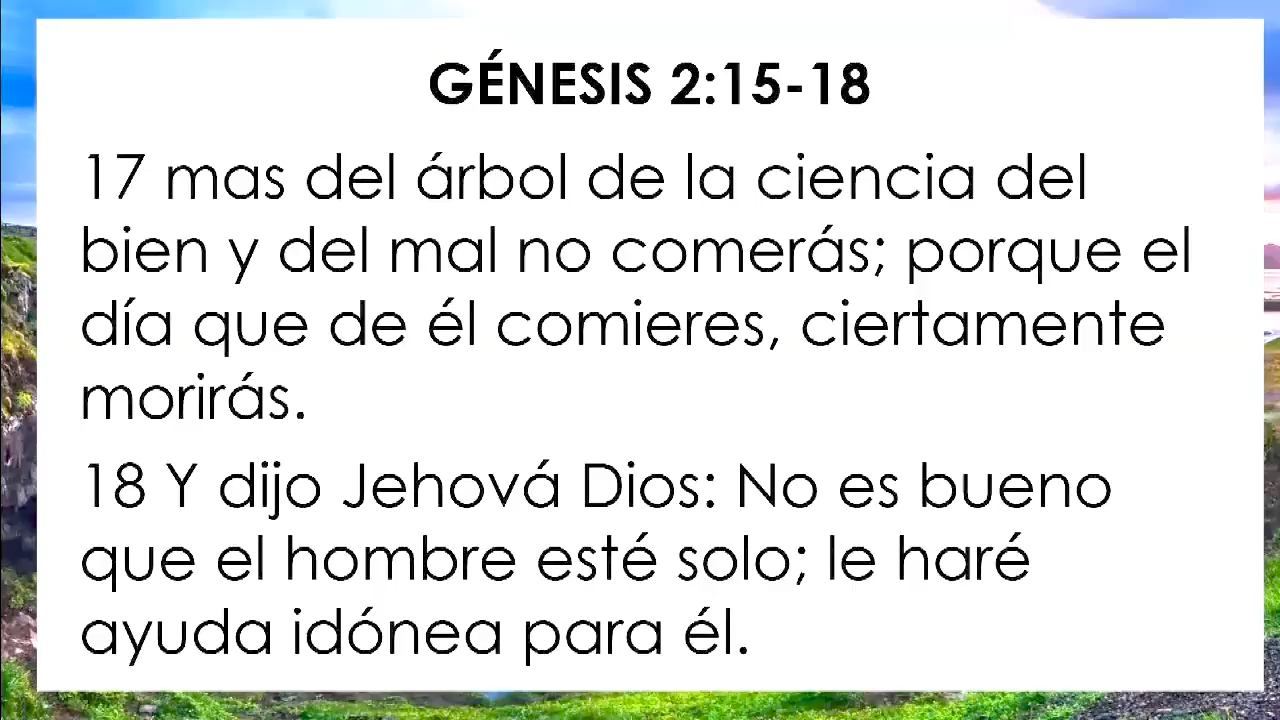 GÉNESIS 2:15-18
17 mas del árbol de la ciencia del
bien y del mal no comerás; porque el
día que de él comieres, ciertamente
morirás.
18 Y dijo Jehová Dios: No es bueno
que el hombre esté solo; le haré
ayuda idónea para él.